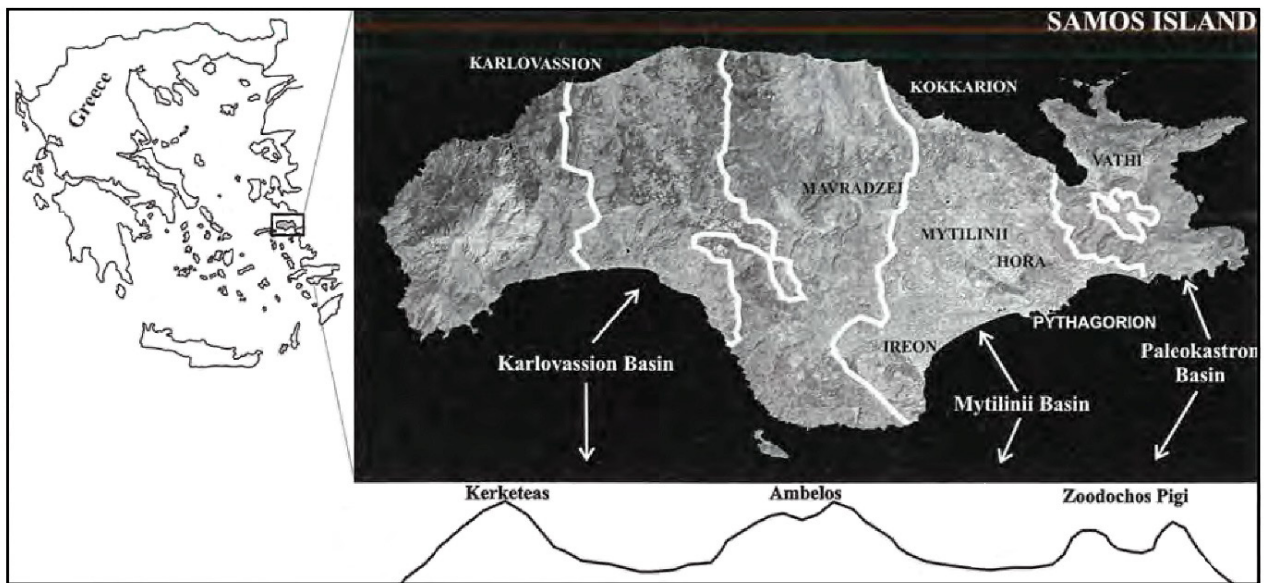 SAMOS ISLAND
Greece
KARLOVASSION
KOKKARION
VATHI
MAVRADZEI
MYTILINII
HORA
PYTHAGORION
IREON
Karlovassion Basin
Mytilinii Basin
Paleokastron
Basin
Kerketeas
Ambelos
Zoodochos Pigi